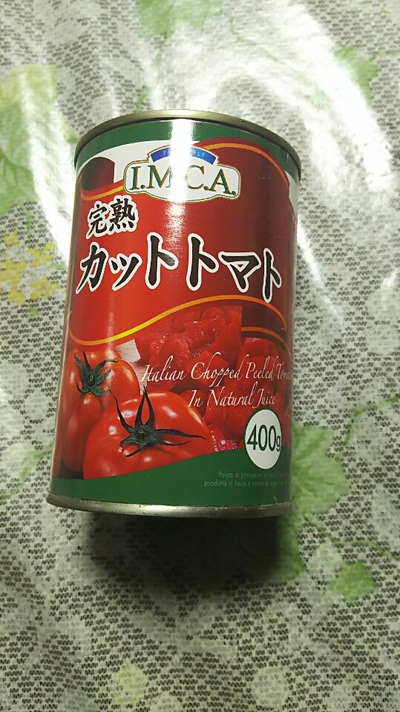 I.M.C.A.
完熟
カットトマト
Italian Chopped Peeled
In Natural Juice
400g